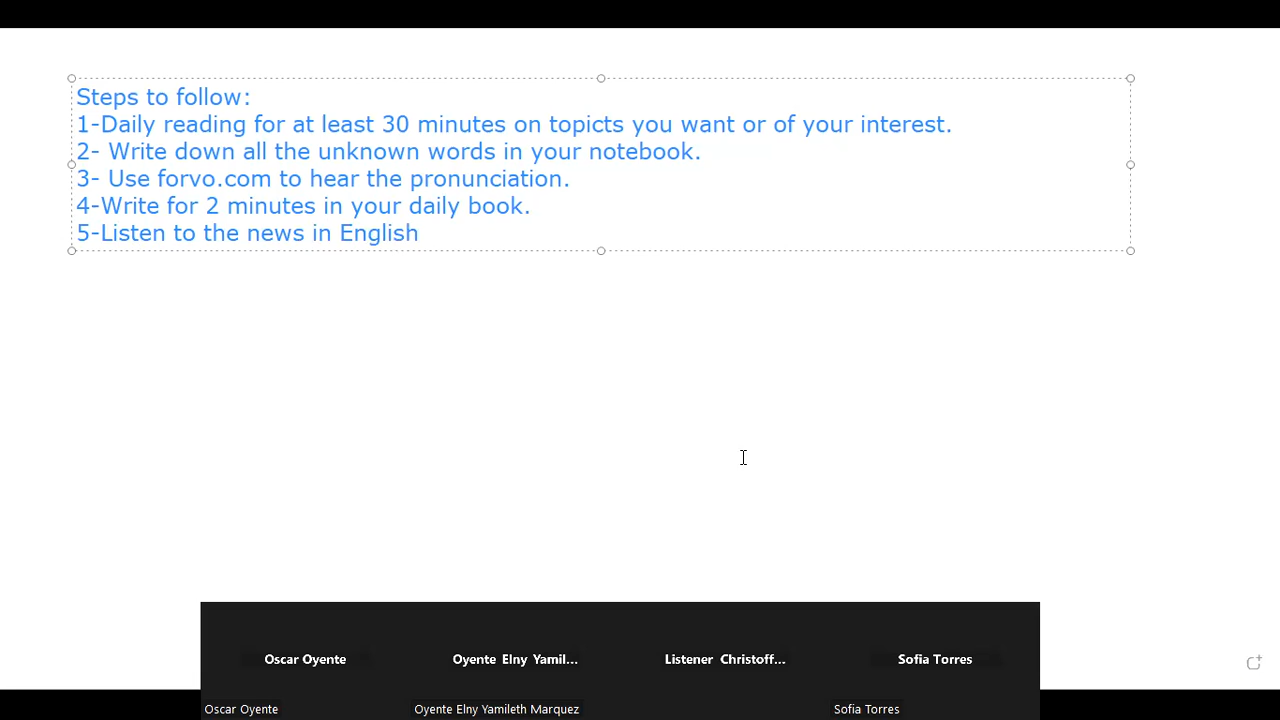 Steps to follow:
1-Daily reading for at least 30 minutes on topicts you want or of your interest.
2- Write down all the unknown words in your notebook.
3- Use forvo.com to hear the pronunciation.
4-Write for 2 minutes in your daily book.
5-Listen to the news in English
Oscar Oyente
Oyente Elny Yamil...
Listener Christoff...
Sofia Torres
Oscar Oyente
Oyente Elny Yamileth Marquez
Sofia Torres